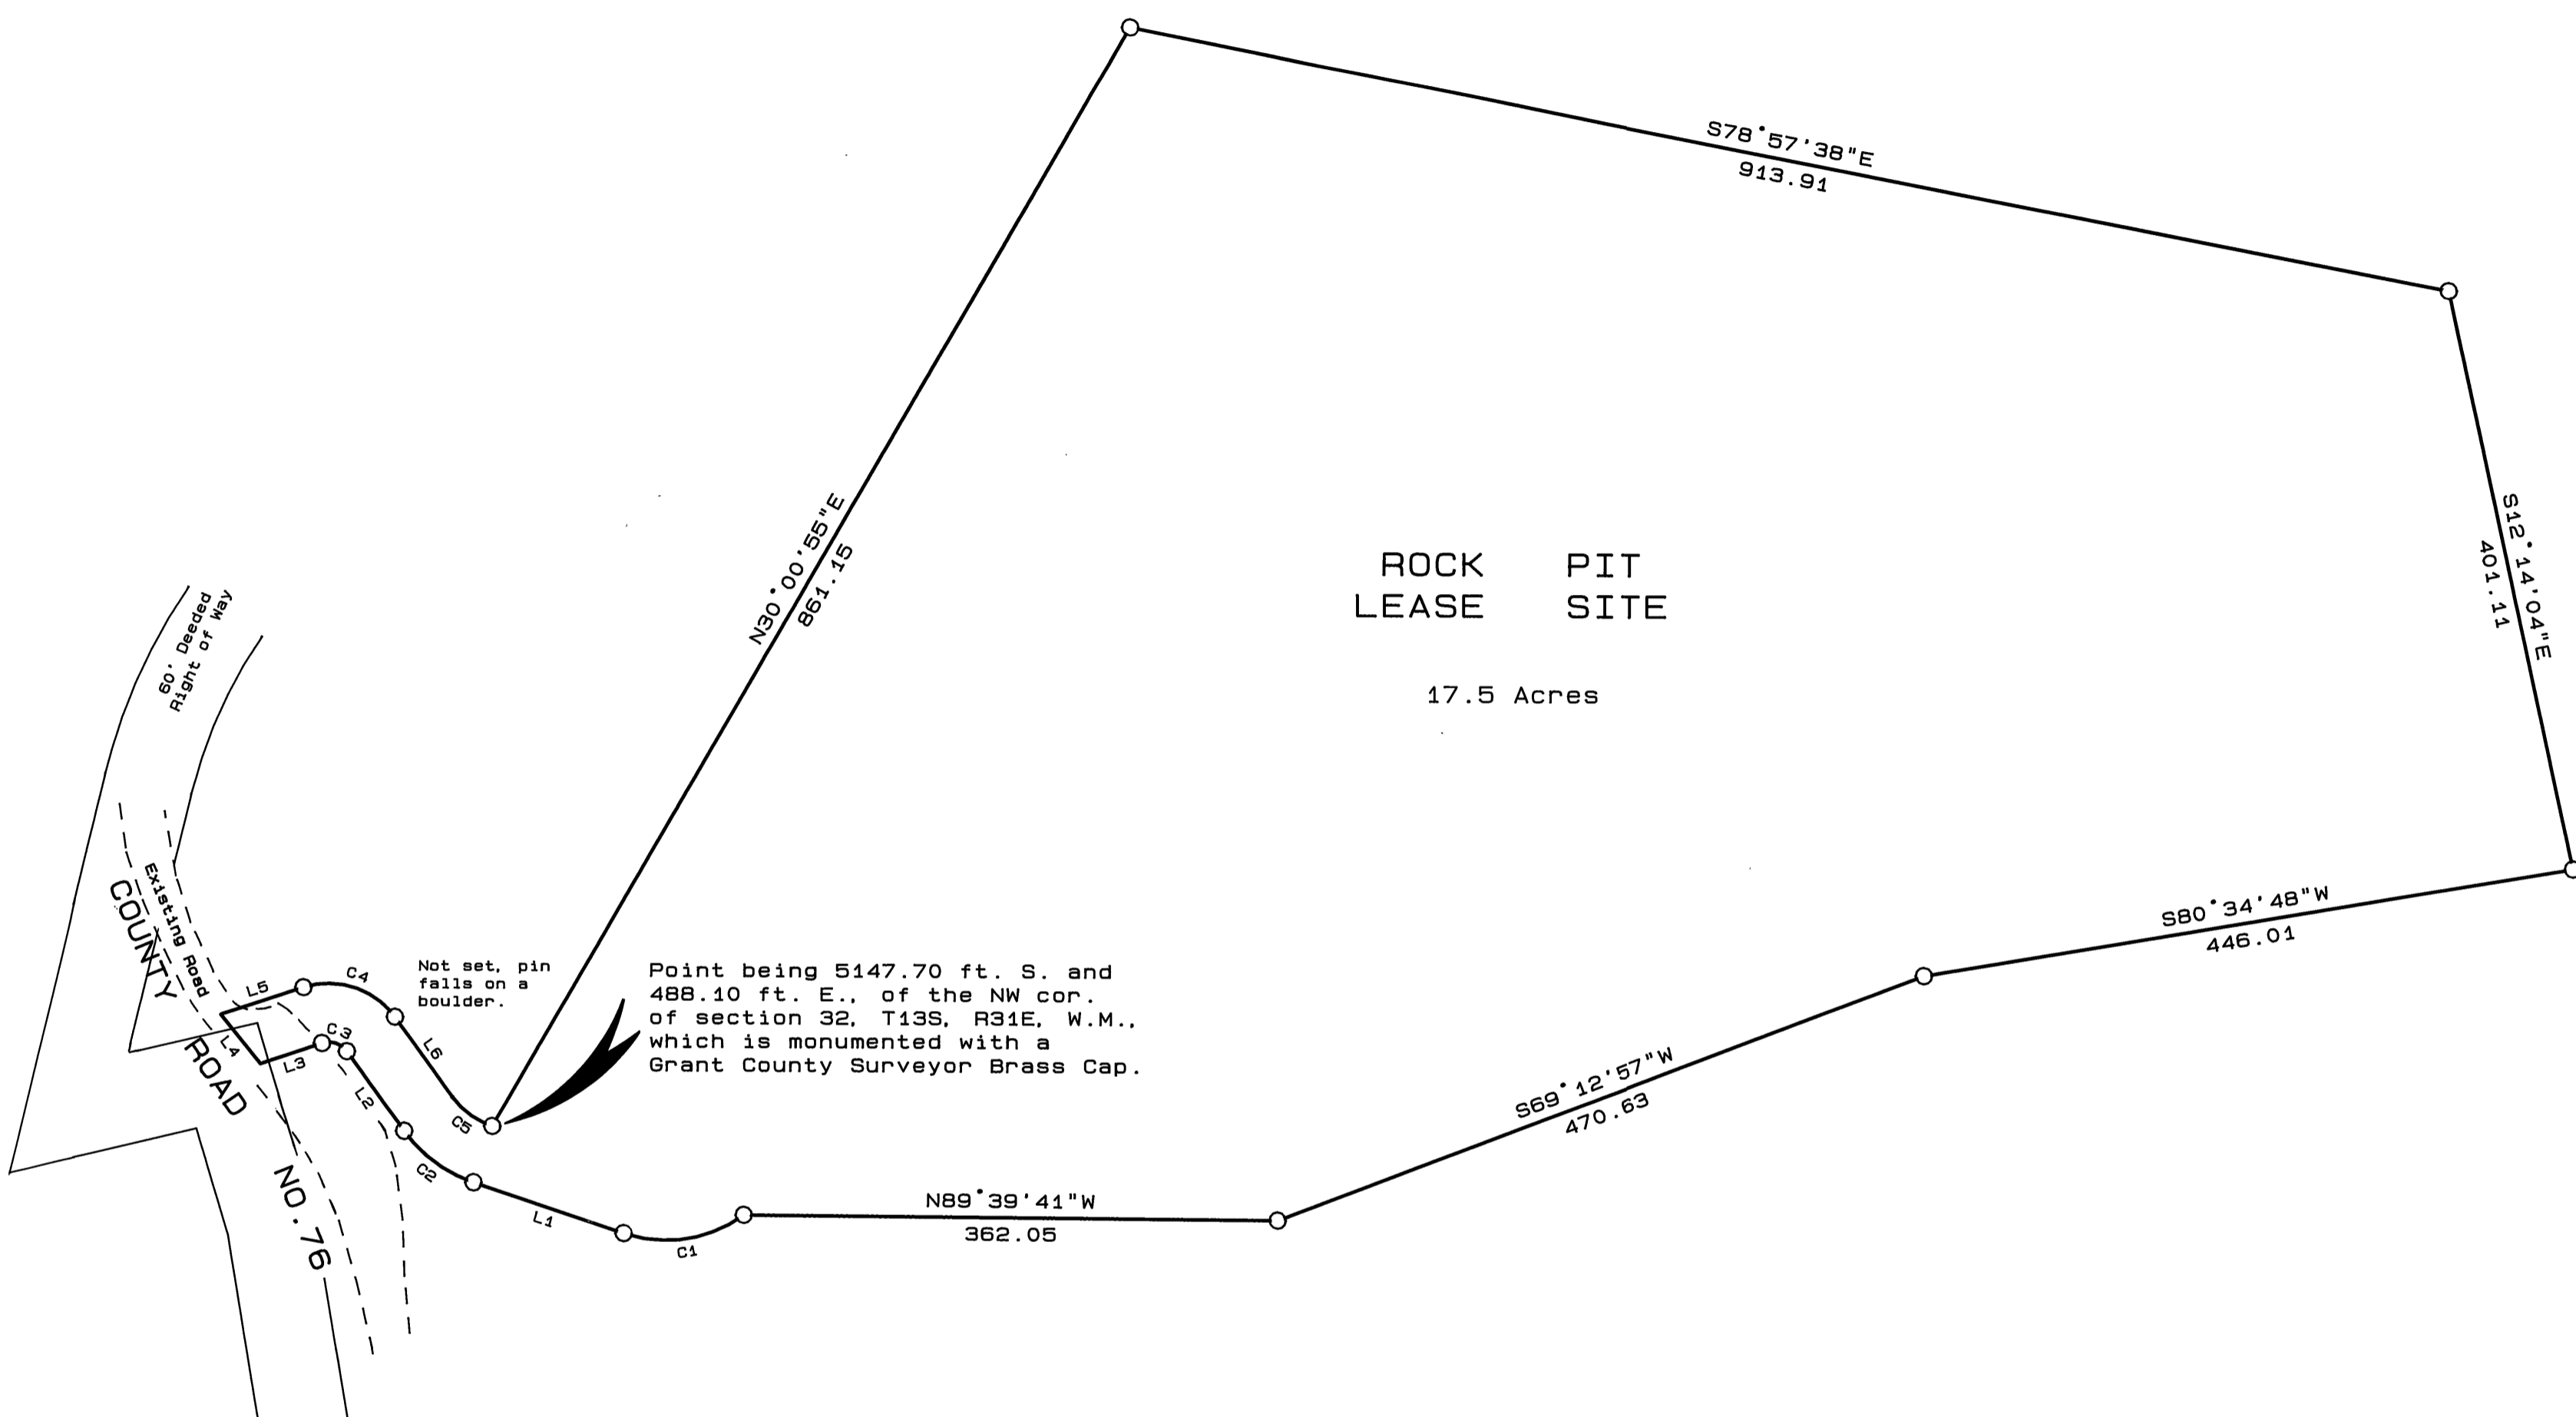 S78°57'38"E
913.91
N30°00'55"E
861.15
S12°14'04"E
401.11
ROCK PIT
LEASE SITE
17.5 Acres
60' Deeded
Right of Way
Existing Road
COUNTY
ROAD
NO.76
L5
C4
Not set, pin
falls on a
boulder.
Point being 5147.70 ft. S. and
488.10 ft. E., of the NW cor.
of section 32, T13S, R31E, W.M.,
which is monumented with a
Grant County Surveyor Brass Cap.
S80°34'48"W
446.01
C3
L4
L3
L6
L2
C5
C2
L1
C1
S69°12'57"W
470.63
N89°39'41"W
362.05